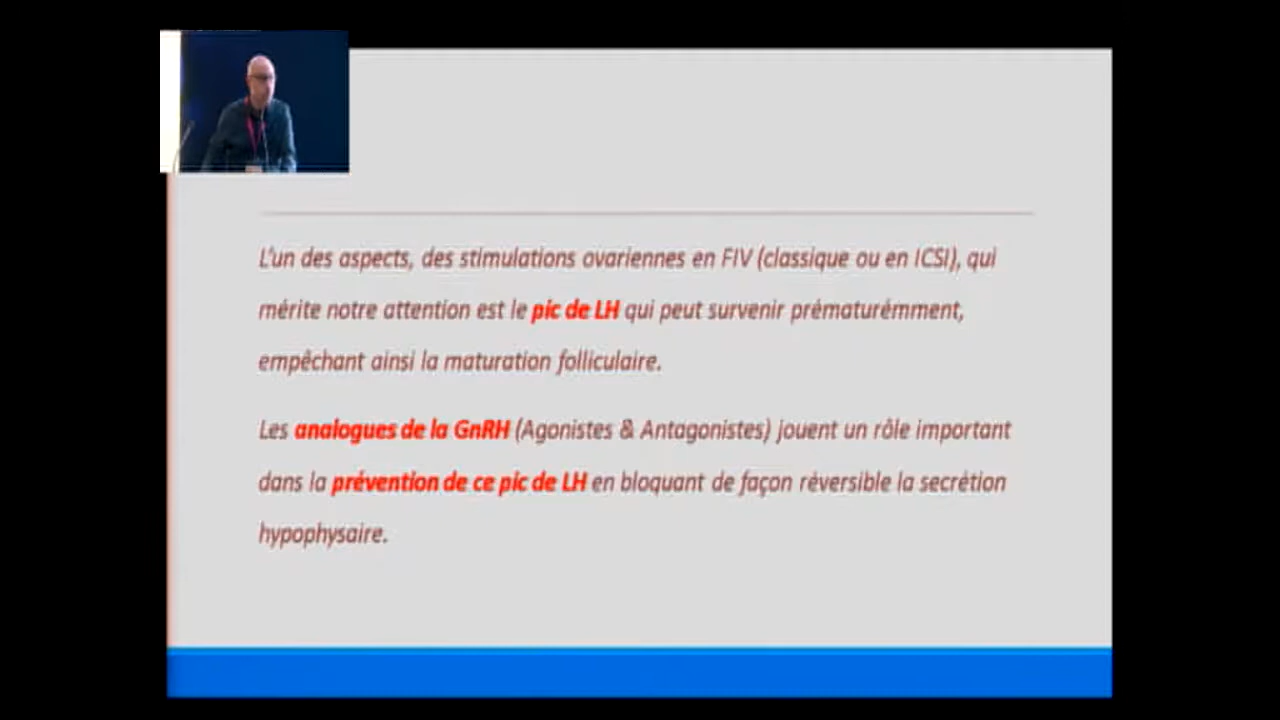 L'un des aspects, des stimulations ovariennes en FIV (classique ou en ICSI), qui
mérite notre attention est le pic de LH qui peut survenir prématurémment,
empêchant ainsi la maturation folliculaire.
Les analogues de la GnRH (Agonistes & Antagonistes) jouent un rôle important
dans la prévention de ce pic de LH en bloquant de façon réversible la secrétion
hypophysaire.